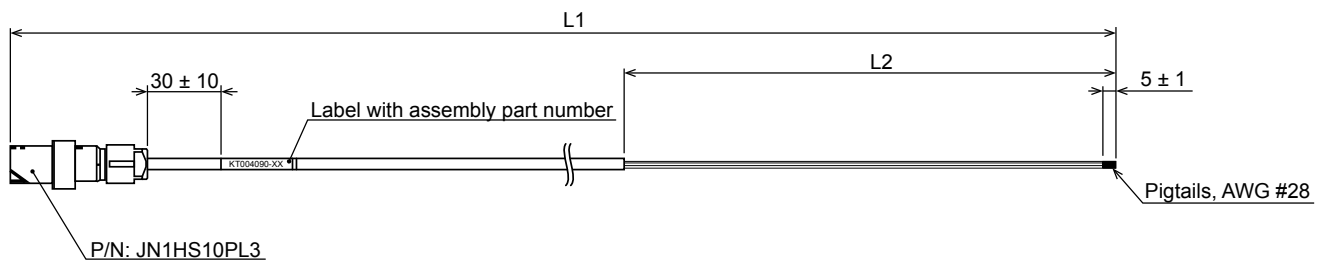 L1
L2
30 ± 10
5 ± 1
Label with assembly part number
KT004090-XX
Pigtails, AWG #28
P/N: JN1HS10PL3